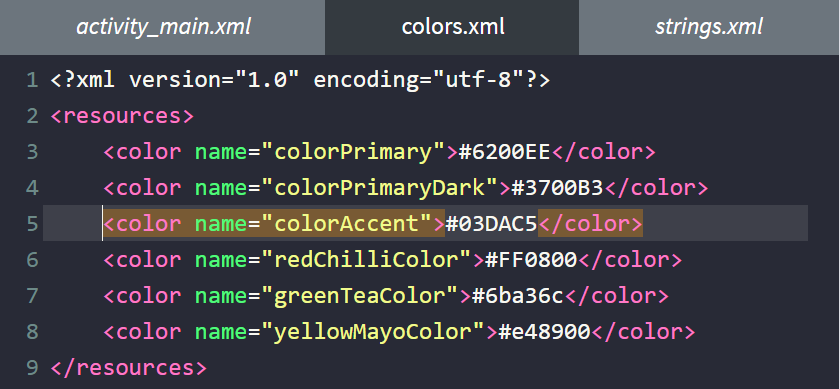 activity_main.xml colors.xml strings.xml
1 <?xml version="1.0" encoding="utf-8"?>
2 <resources>
3     <color name="colorPrimary">#6200EE</color>
4     <color name="colorPrimaryDark">#3700B3</color>
5     <color name="colorAccent">#03DAC5</color>
6     <color name="redChilliColor">#FF0800</color>
7     <color name="greenTeaColor">#6ba36c</color>
8     <color name="yellowMayoColor">#e48900</color>
9 </resources>